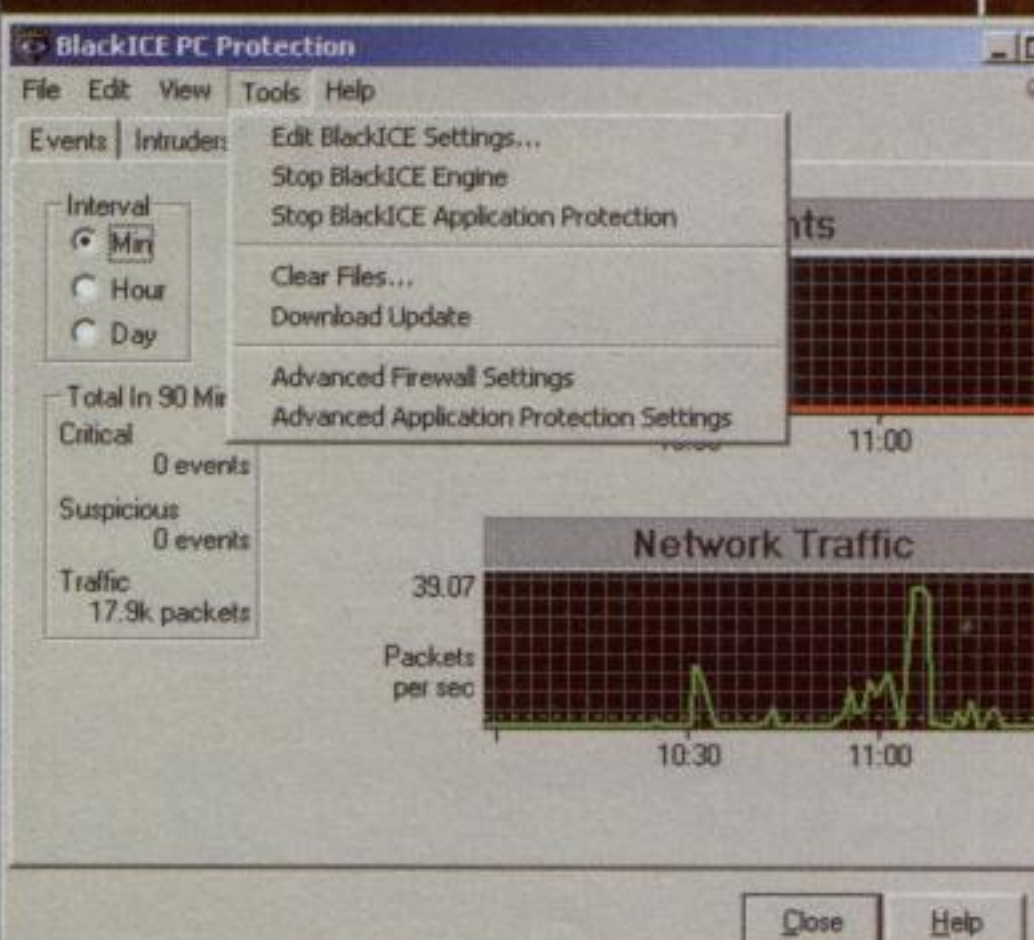 BlackICE PC Protection
File Edit View Tools Help
Events Intruders
Edit BlackICE Settings...
Stop BlackICE Engine
Stop BlackICE Application Protection
Clear Files...
Download Update
Advanced Firewall Settings
Advanced Application Protection Settings
Interval
Min
Hour
Day
nts
11:00
Total In 90 Min
Critical
0 events
Suspicious
0 events
Traffic
17.9k packets
Network Traffic
39.07
Packets
per sec
10:30 11:00
Close Help